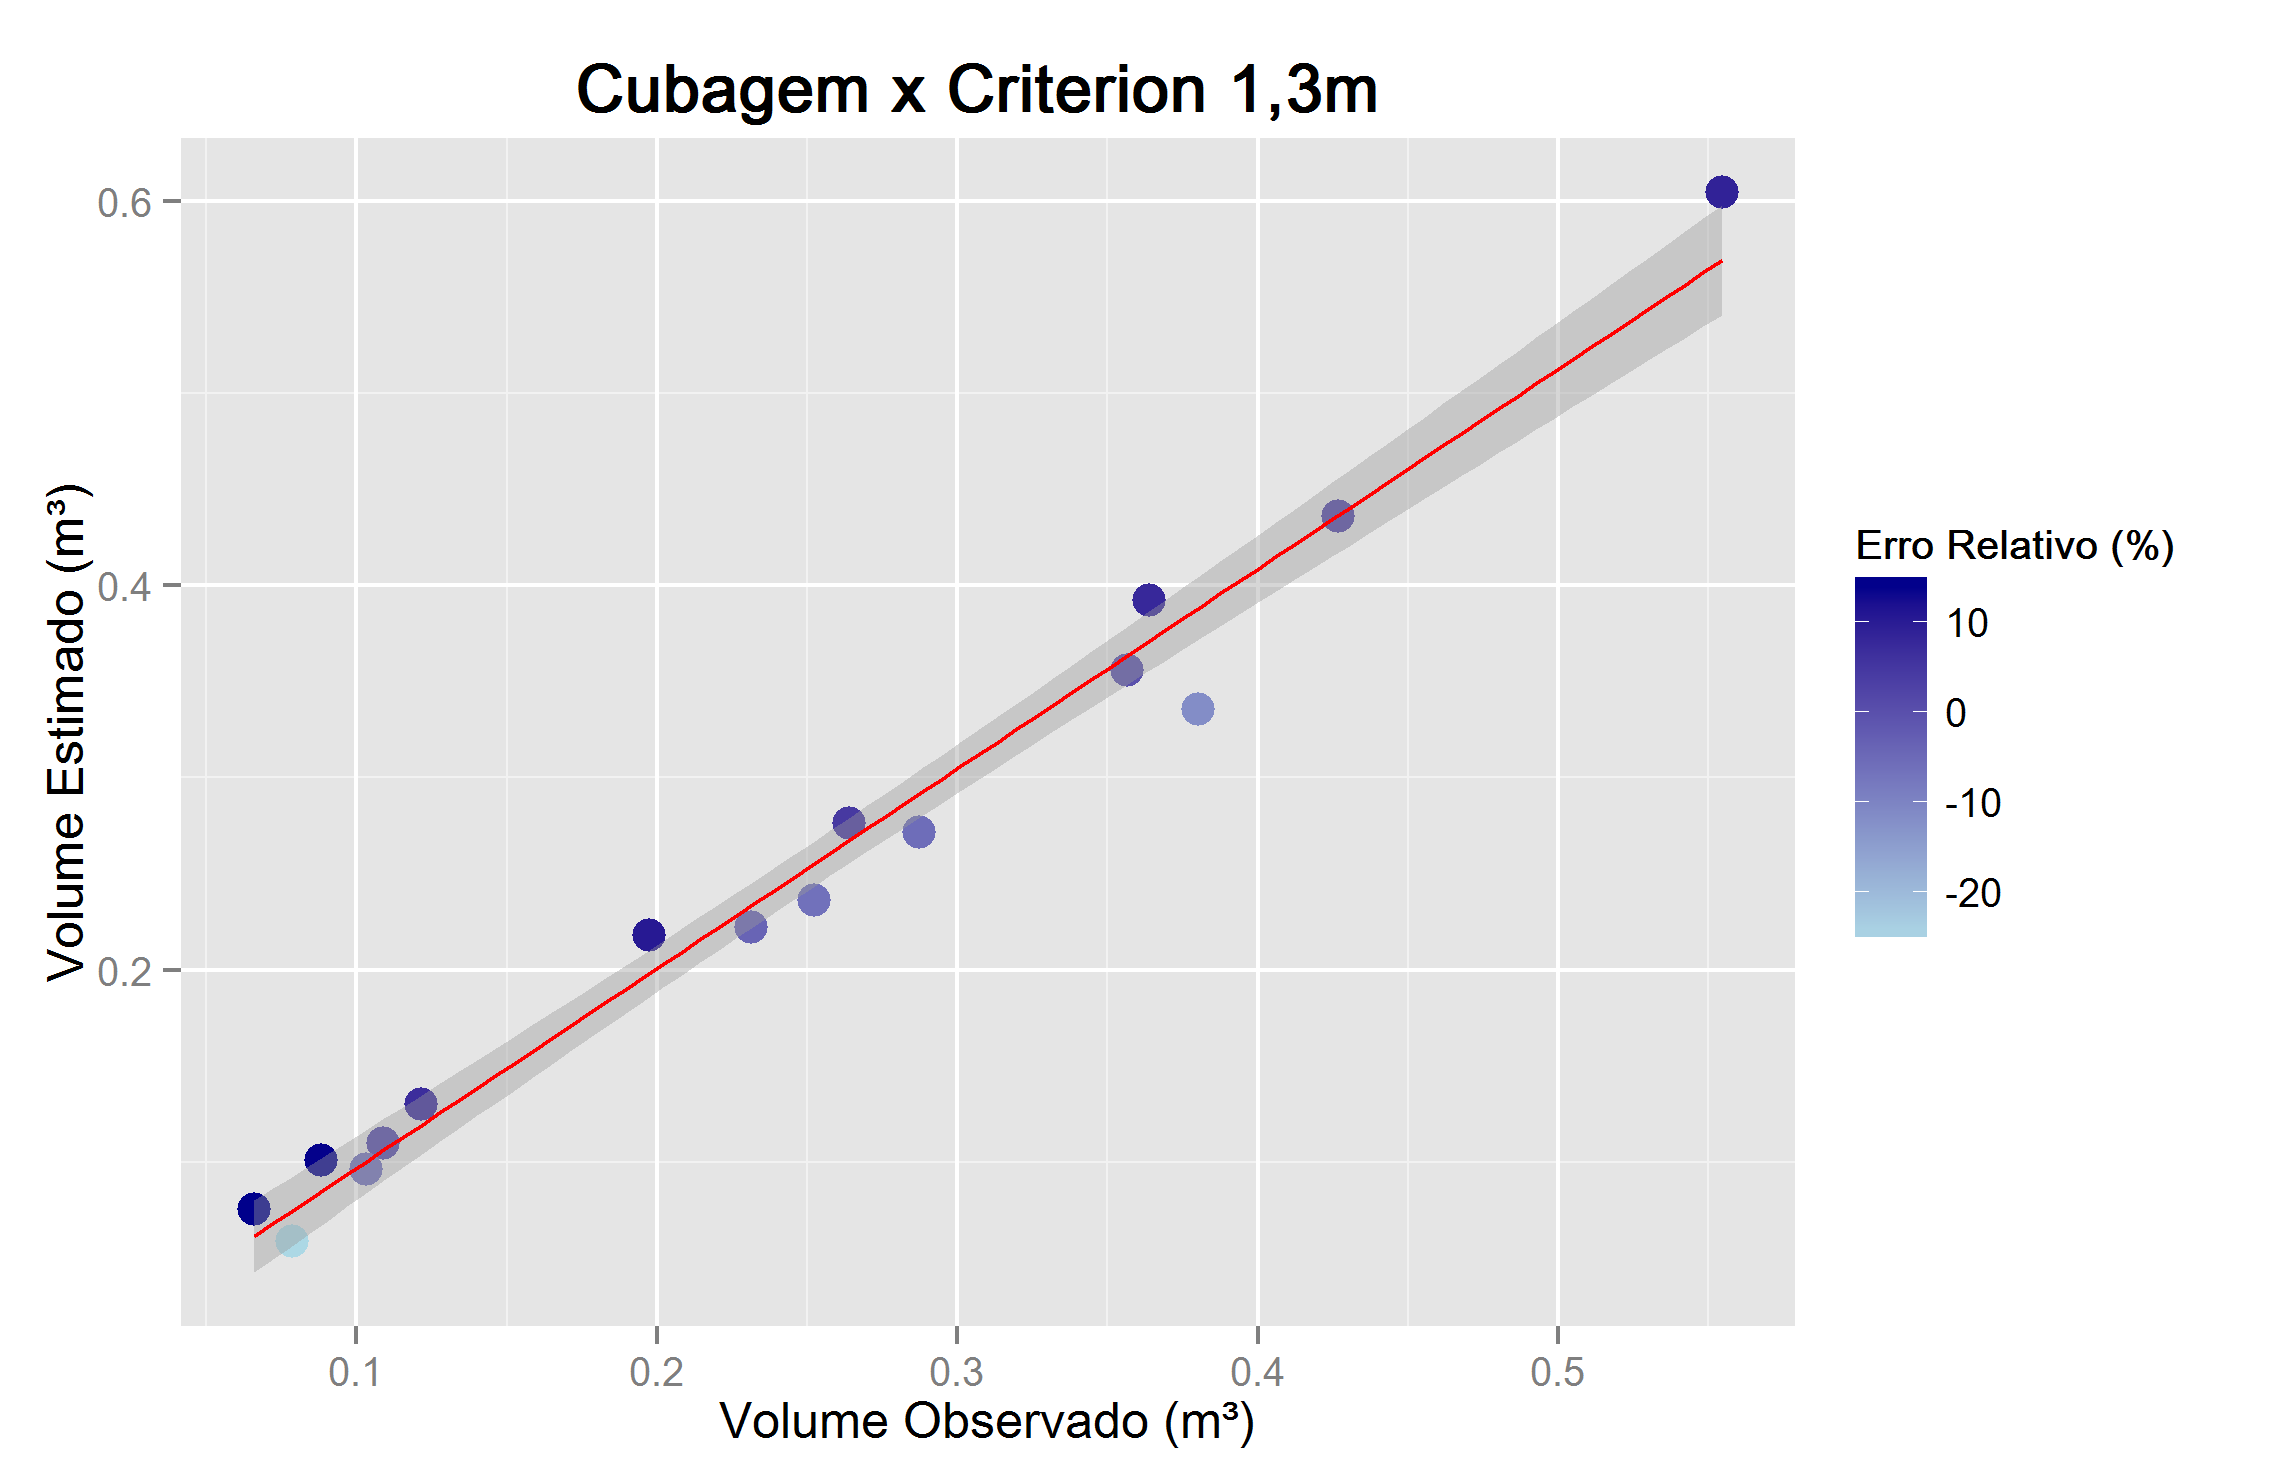 Cubagem x Criterion 1,3m
Volume Estimado (m³)
0.6
0.4
0.2
0.1 0.2 0.3 0.4 0.5
Volume Observado (m³)
Erro Relativo (%)
10
0
-10
-20